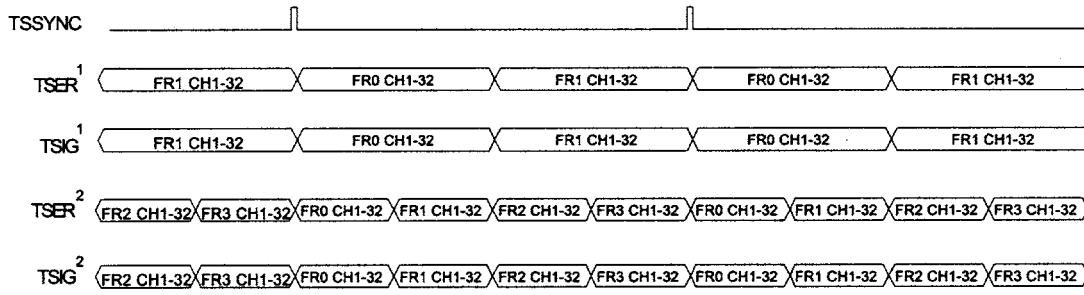 TSSYNC
TSER1 FR1 CH1-32 FR0 CH1-32 FR1 CH1-32 FR0 CH1-32 FR1 CH1-32
TSIG1 FR1 CH1-32 FR0 CH1-32 FR1 CH1-32 FR0 CH1-32 FR1 CH1-32
TSER2 FR2 CH1-32 FR3 CH1-32 FR0 CH1-32 FR1 CH1-32 FR2 CH1-32 FR3 CH1-32 FR0 CH1-32 FR1 CH1-32 FR2 CH1-32 FR3 CH1-32
TSIG2 FR2 CH1-32 FR3 CH1-32 FR0 CH1-32 FR1 CH1-32 FR2 CH1-32 FR3 CH1-32 FR0 CH1-32 FR1 CH1-32 FR2 CH1-32 FR3 CH1-32